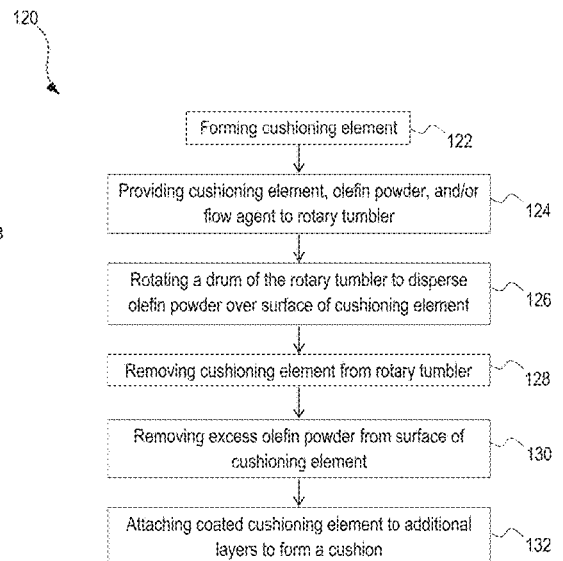 120
Forming cushioning element
122
Providing cushioning element, olefin powder, and/or
flow agent to rotary tumbler
124
Rotating a drum of the rotary tumbler to disperse
olefin powder over surface of cushioning element
126
Removing cushioning element from rotary tumbler
128
Removing excess olefin powder from surface of
cushioning element
130
Attaching coated cushioning element to additional
layers to form a cushion
132